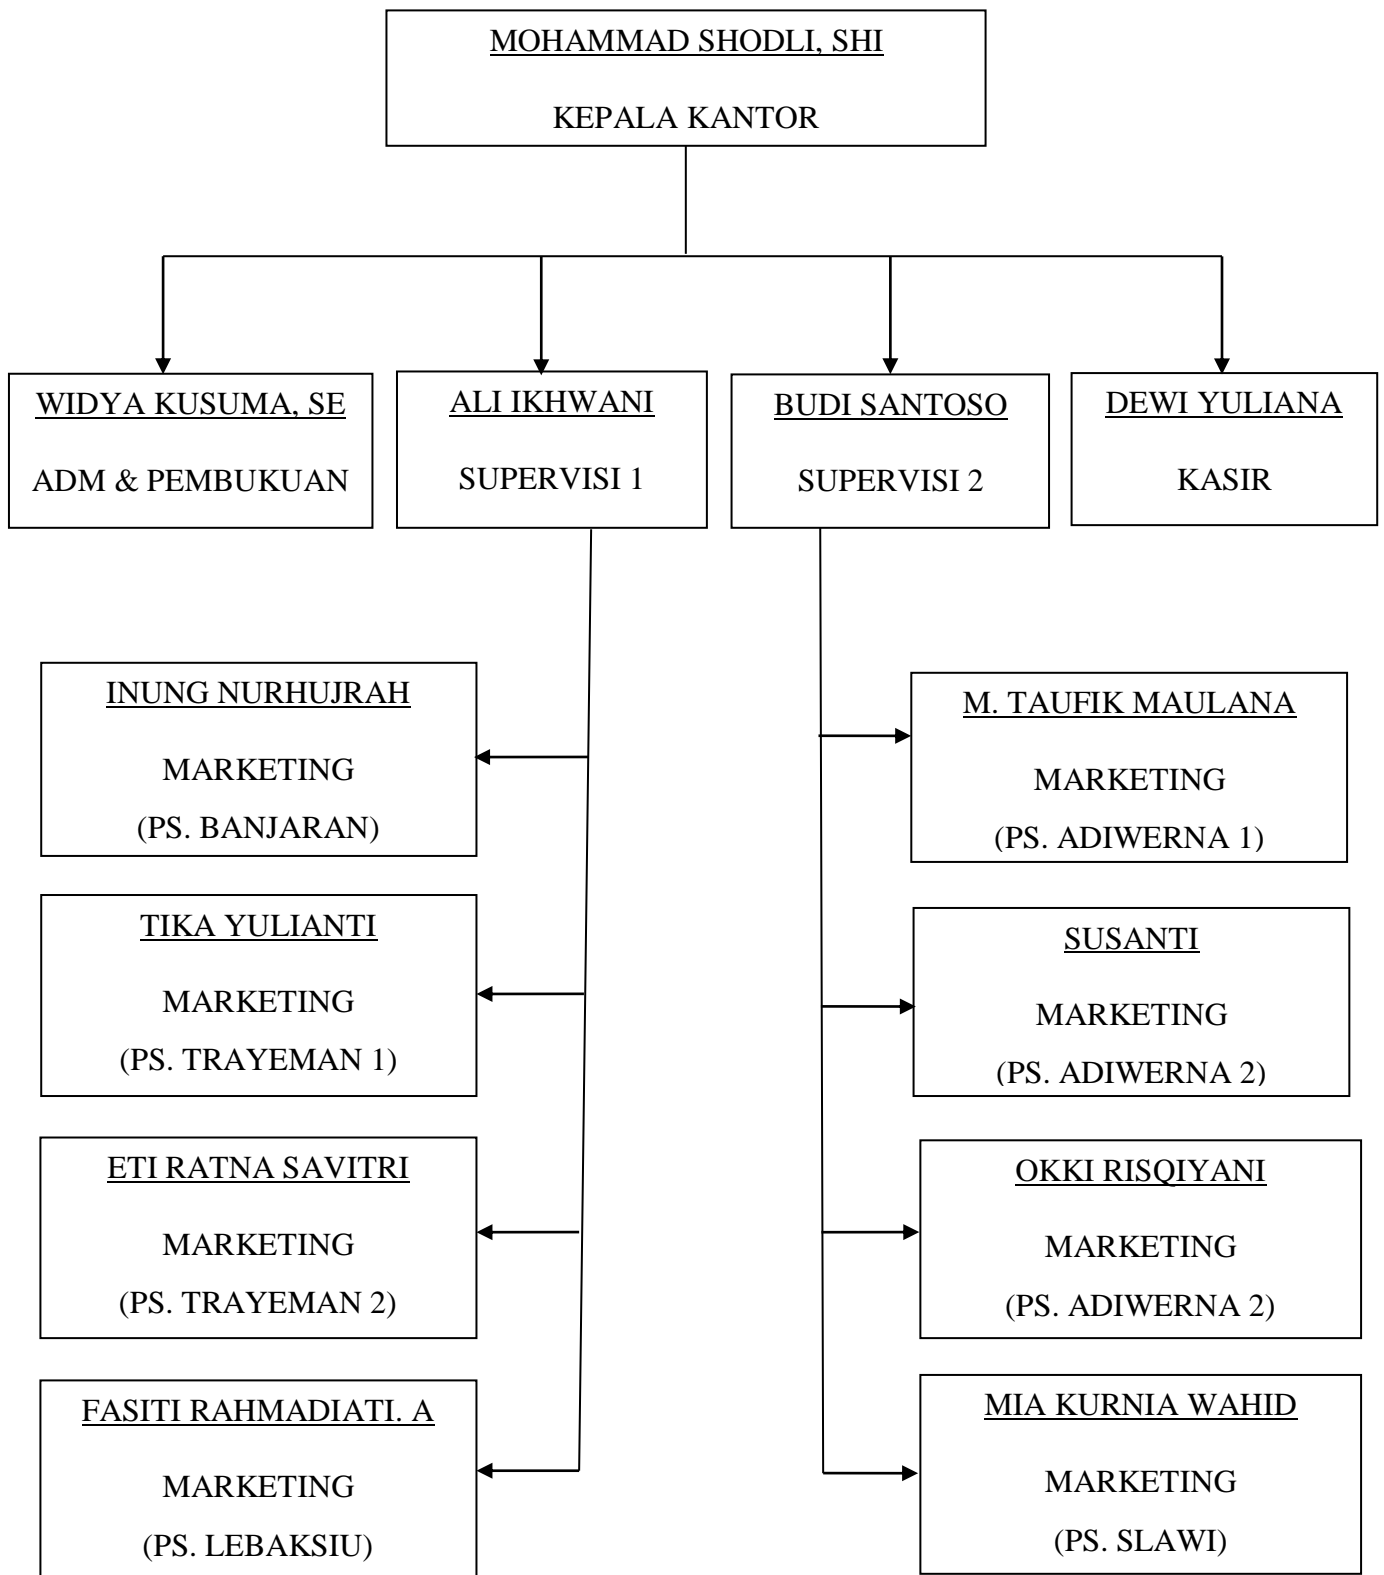 MOHAMMAD SHODLI, SHI
KEPALA KANTOR
WIDYA KUSUMA, SE
ADM & PEMBUKUAN
ALI IKHWANI
SUPERVISI 1
BUDI SANTOSO
SUPERVISI 2
DEWI YULIANA
KASIR
INUNG NURHUJRAH
MARKETING
(PS. BANJARAN)
TIKA YULIANTI
MARKETING
(PS. TRAYEMAN 1)
ETI RATNA SAVITRI
MARKETING
(PS. TRAYEMAN 2)
FASITI RAHMADIATI. A
MARKETING
(PS. LEBAKSIU)
M. TAUFIK MAULANA
MARKETING
(PS. ADIWERNA 1)
SUSANTI
MARKETING
(PS. ADIWERNA 2)
OKKI RISQIYANI
MARKETING
(PS. ADIWERNA 2)
MIA KURNIA WAHID
MARKETING
(PS. SLAWI)